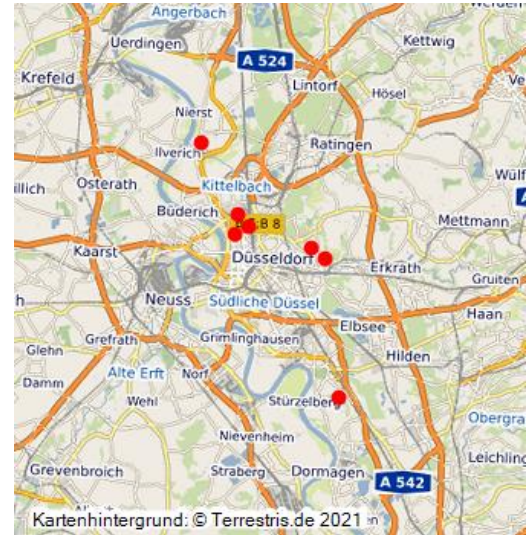 Angerbach
Werden
Uerdingen
Kettwig
A 524
Krefeld
Lintorf
Hösel
Nierst
Ratingen
Ilverich
Wülf
Osterath
Kittelbach
Büderich
Mettmann
B 8
Kaarst
Düsseldorf
Erkrath
Gruiten
Neuss
Südliche Düssel
Haan
Elbsee
Grefrath
Grimlinghausen
Glehn
Hilden
Alte Erft
Norf
Damm
Wehl
Stürzelberg
Obergra
Nievenheim
Leichling
Grevenbroich
Straberg
Dormagen
A 542
Kartenhintergrund: © Terrestris.de 2021